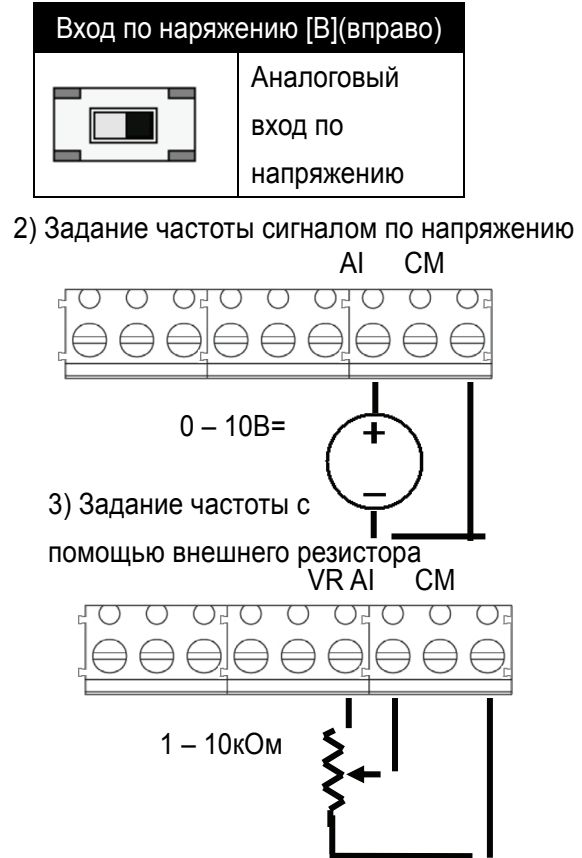 Вход по наряжению [В](вправо)
Аналоговый
вход по
напряжению
2) Задание частоты сигналом по напряжению
AI CM
0 – 10В=
+
–
3) Задание частоты с
помощью внешнего резистора
VR AI CM
1 – 10кОм